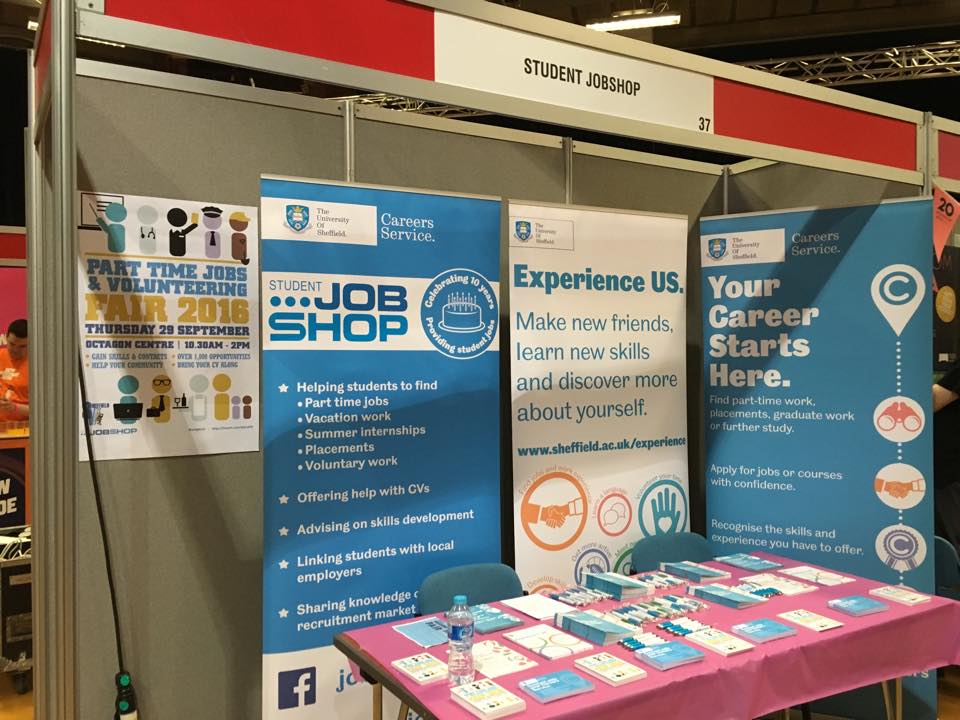 STUDENT JOBSHOP
37
PART TIME JOBS
& VOLUNTEERING
FAIR 2016
THURSDAY 29 SEPTEMBER
OCTAGON CENTRE | 10.30AM - 2PM
• GAIN SKILLS & CONTACTS
• HELP YOUR COMMUNITY
• OVER 1,000 OPPORTUNITIES
• BRING YOUR CV ALONG
JOBSHOP
The
University
Of
Sheffield.
Careers
Service.
STUDENT
JOB
SHOP
Celebrating 10 years
Providing student jobs
Helping students to find
• Part time jobs
• Vacation work
• Summer internships
• Placements
• Voluntary work
Offering help with CVs
Advising on skills development
Linking students with local
employers
Sharing knowledge
recruitment market
f
The
University
Of
Sheffield.
Experience US.
Make new friends,
learn new skills
and discover more
about yourself.
www.sheffield.ac.uk/experience
The
University
Of
Sheffield.
Careers
Service.
Your
Career
Starts
Here.
Find part-time work,
placements, graduate work
or further study.
Apply for jobs or courses
with confidence.
Recognise the skills and
experience you have to offer.
C
C
20